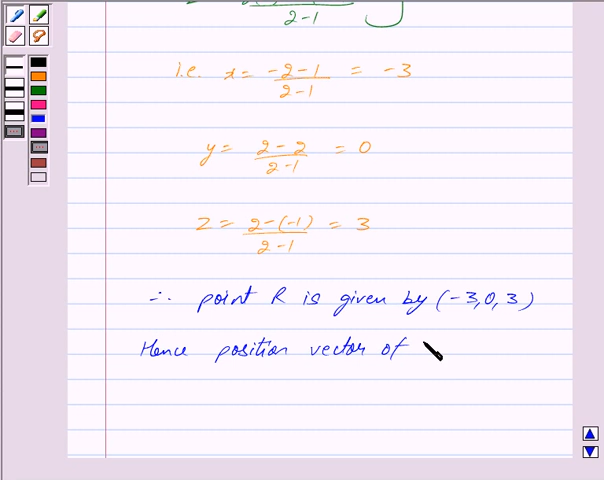 2-1
i.e. x = -2-1 / 2-1 = -3
y = 2-2 / 2-1 = 0
z = 2-(-1) / 2-1 = 3
∴ point R is given by (-3,0,3)
Hence position vector of